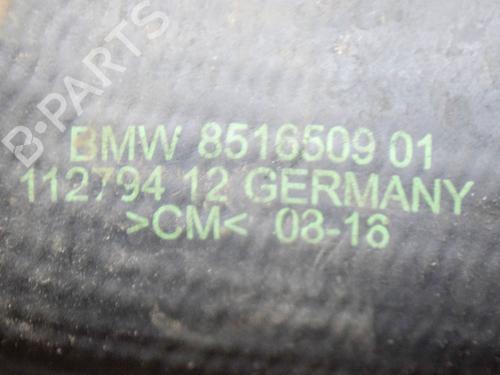 B-PARTS
BMW 8516509 01
112794 12 GERMANY
>CM< 08-16